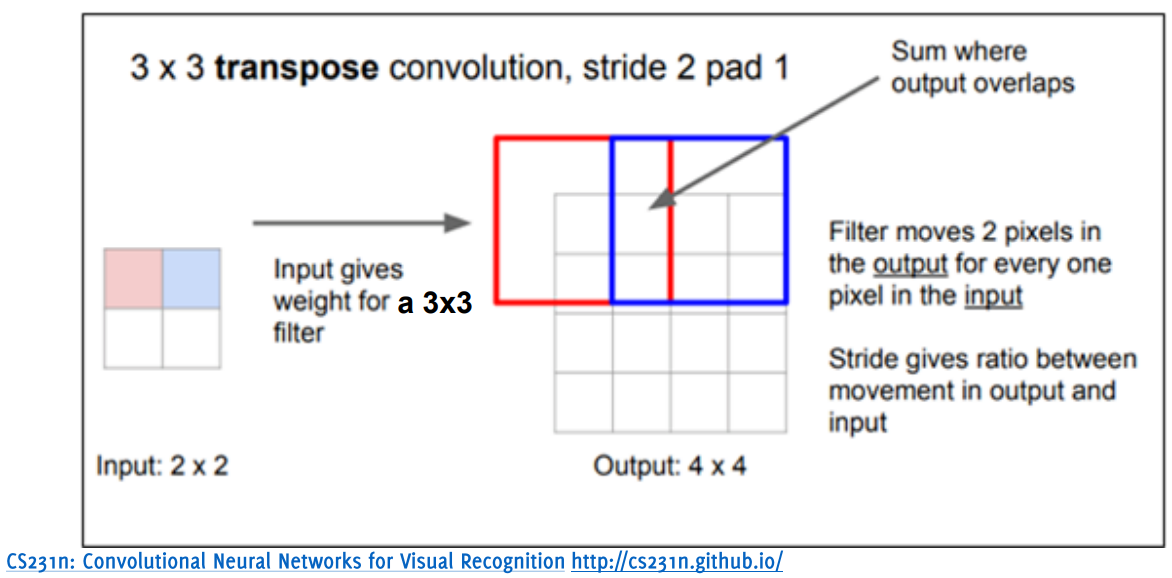 3 x 3 transpose convolution, stride 2 pad 1
Sum where
output overlaps
Input gives
weight for a 3x3
filter
Filter moves 2 pixels in
the output for every one
pixel in the input
Stride gives ratio between
movement in output and
input
Input: 2 x 2
Output: 4 x 4
CS231n: Convolutional Neural Networks for Visual Recognition http://cs231n.github.io/